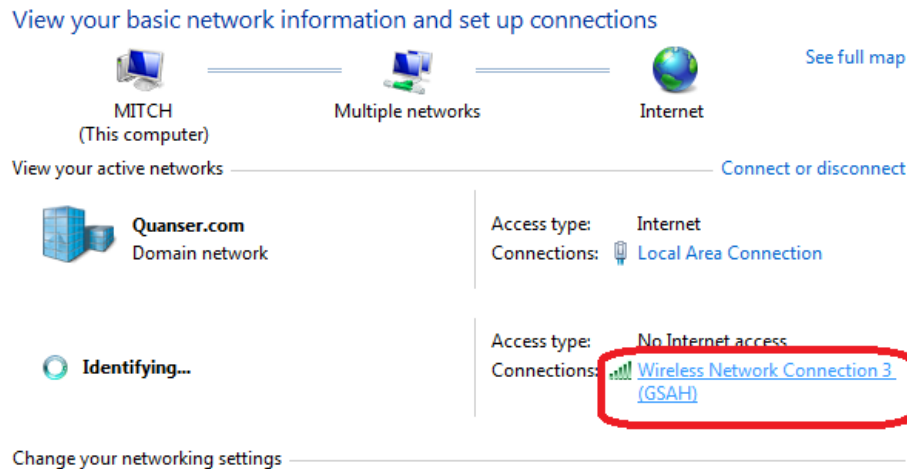 View your basic network information and set up connections
See full map
MITCH
(This computer)
Multiple networks
Internet
View your active networks
Connect or disconnect
Quanser.com
Domain network
Access type: Internet
Connections: Local Area Connection
Identifying...
Access type: No Internet access
Connections: Wireless Network Connection 3
(GSAH)
Change your networking settings